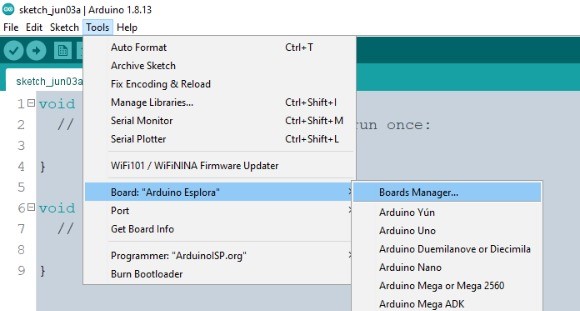 sketch_jun03a | Arduino 1.8.13
File Edit Sketch Tools Help
sketch_jun03a
Auto Format Ctrl+T
Archive Sketch
Fix Encoding & Reload
Manage Libraries... Ctrl+Shift+I
Serial Monitor Ctrl+Shift+M
Serial Plotter Ctrl+Shift+L
WiFi101 / WiFiNINA Firmware Updater
Board: "Arduino Esplora"
Port
Get Board Info
Programmer: "ArduinoISP.org"
Burn Bootloader
Boards Manager...
Arduino Yún
Arduino Uno
Arduino Duemilanove or Diecimila
Arduino Nano
Arduino Mega or Mega 2560
Arduino Mega ADK
1 void
2 // run once:
3
4 }
5
6 void
7 //
8
9 }